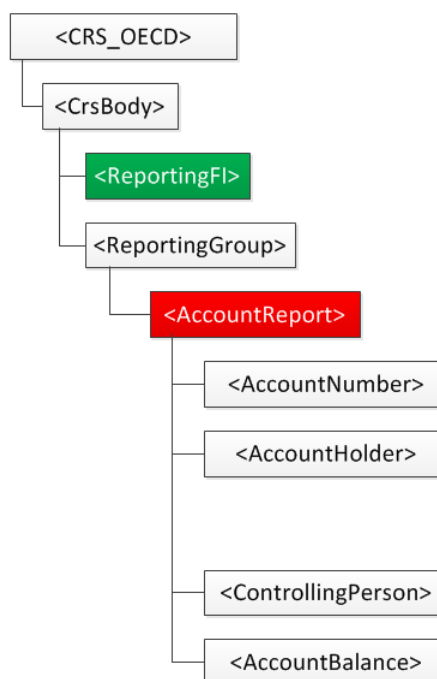 <CRS_OECD>
<CrsBody>
<ReportingFI>
<ReportingGroup>
<AccountReport>
<AccountNumber>
<AccountHolder>
<ControllingPerson>
<AccountBalance>